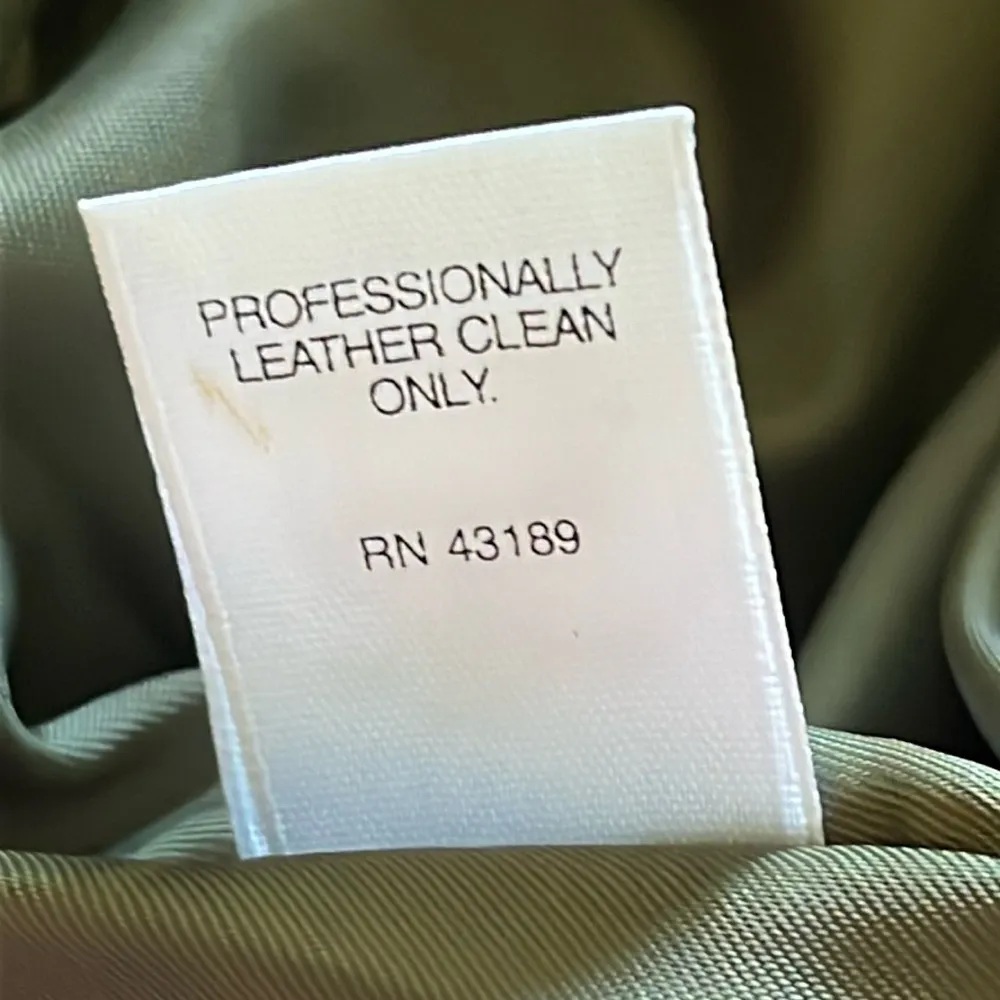 PROFESSIONALLY
LEATHER CLEAN
ONLY.
RN 43189